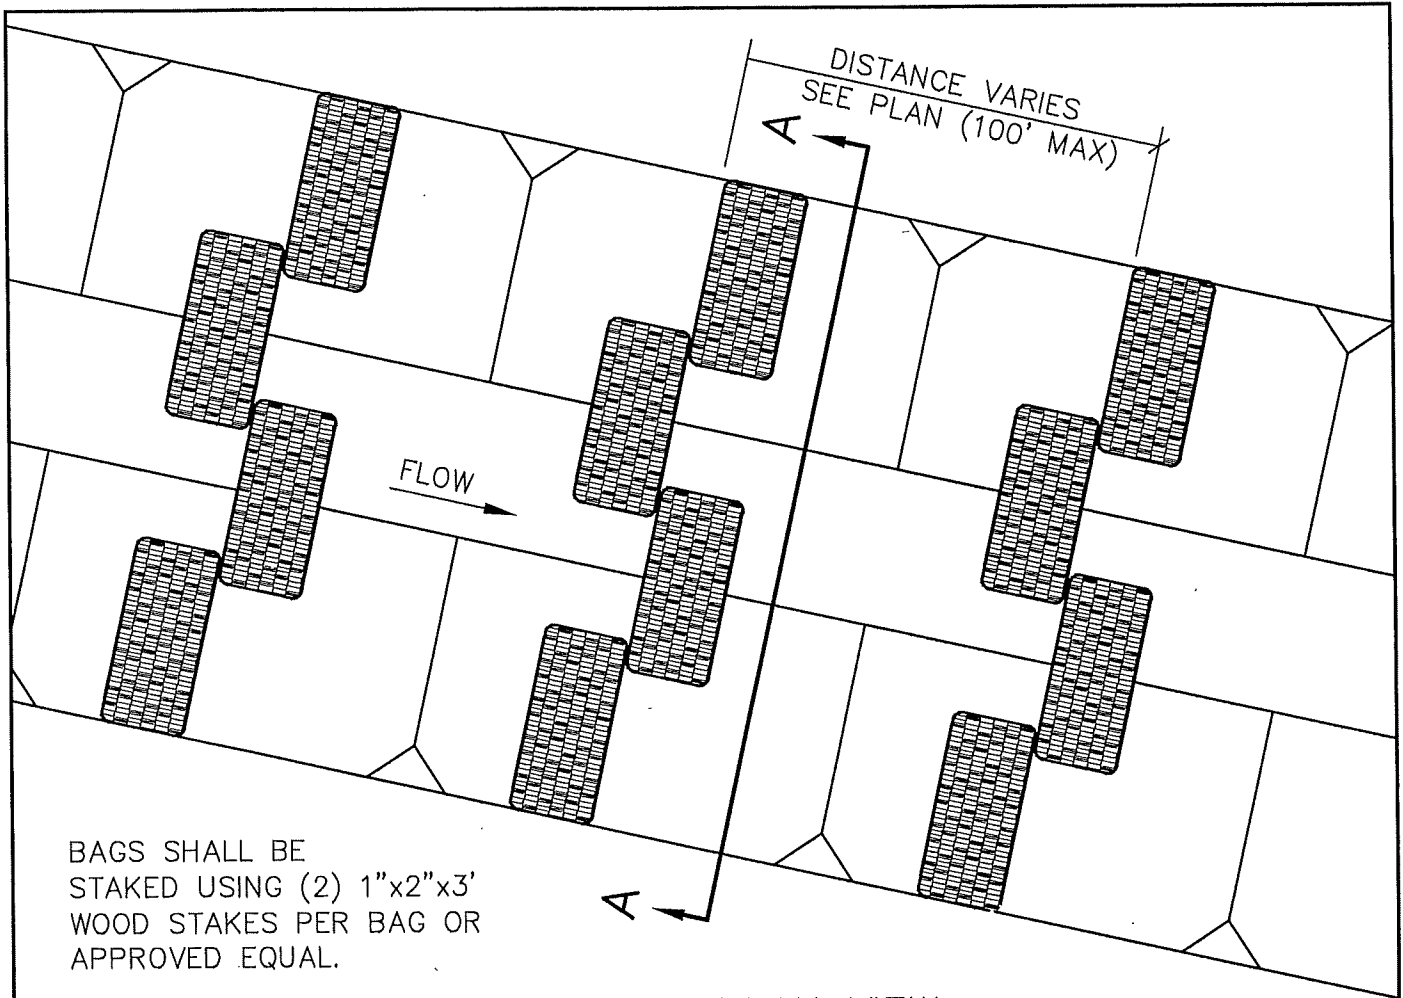 DISTANCE VARIES
SEE PLAN (100' MAX)
A
FLOW
BAGS SHALL BE
STAKED USING (2) 1"x2"x3'
WOOD STAKES PER BAG OR
APPROVED EQUAL.
A